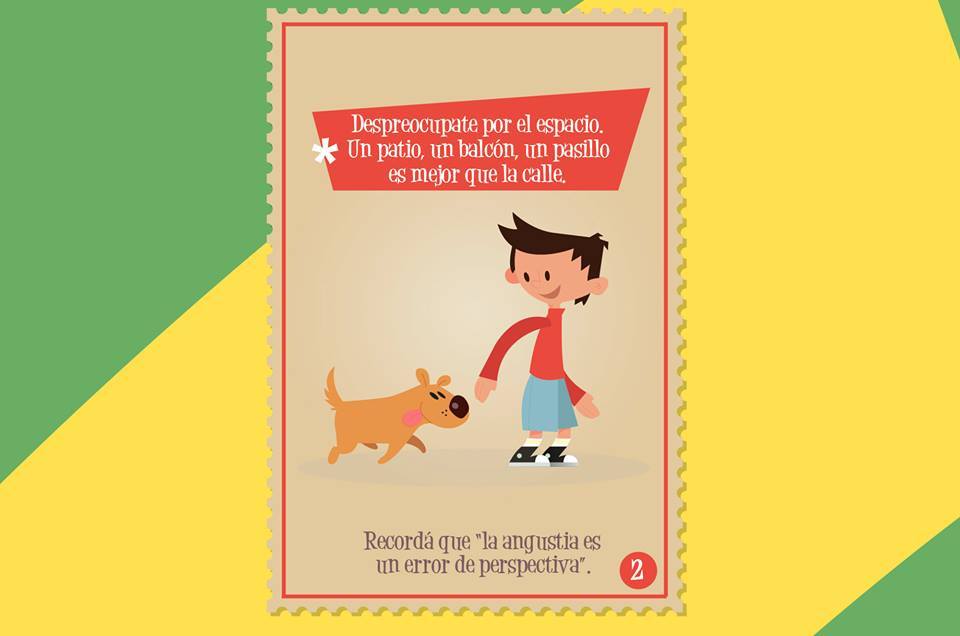 Despreocupate por el espacio.
* Un patio, un balcón, un pasillo
es mejor que la calle.
Recordá que "la angustia es
un error de perspectiva".
2